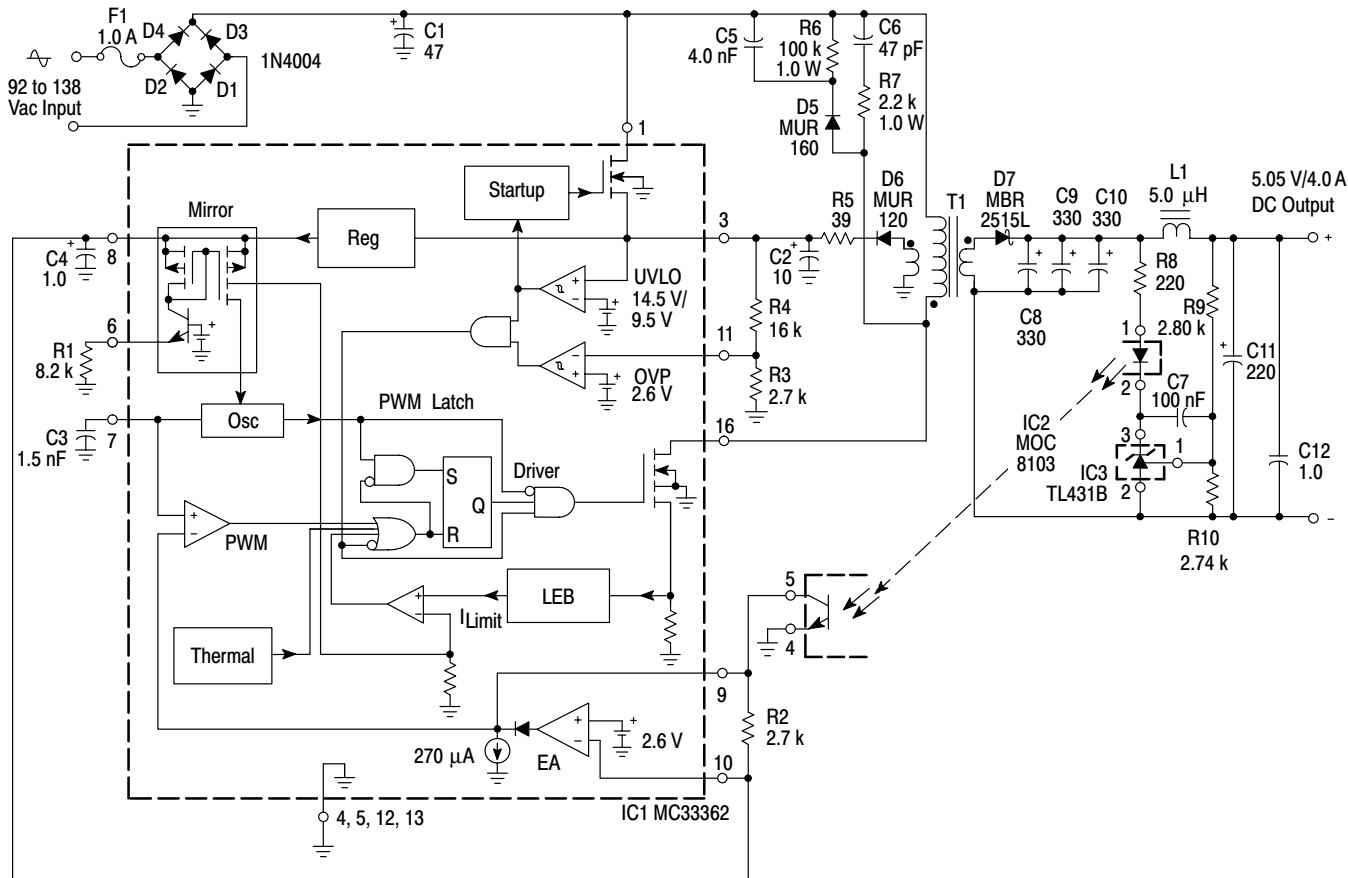 F1
1.0 A
D4
D3
D2
D1
1N4004
92 to 138
Vac Input
C1
47
+
C5
4.0 nF
R6
100 k
1.0 W
C6
47 pF
R7
2.2 k
1.0 W
D5
MUR
160
1
Startup
Mirror
Reg
8
C4
1.0
+
3
R5
39
D6
MUR
120
T1
D7
MBR
2515L
C9
330
C10
330
L1
5.0 µH
5.05 V/4.0 A
DC Output
+
C2
10
+
UVLO
14.5 V/
9.5 V
+
−
+
R4
16 k
C8
330
+
+
+
R8
220
R9
2.80 k
6
R1
8.2 k
+
11
OVP
2.6 V
+
−
+
R3
2.7 k
1
2
C7
100 nF
C11
220
+
C12
1.0
IC2
MOC
8103
3
1
IC3
TL431B
2
R10
2.74 k
−
Osc
7
C3
1.5 nF
PWM Latch
16
S
Q
R
Driver
+
−
PWM
+
−
ILimit
LEB
Thermal
5
4
9
R2
2.7 k
270 µA
EA
+
−
+
2.6 V
10
IC1 MC33362
4, 5, 12, 13